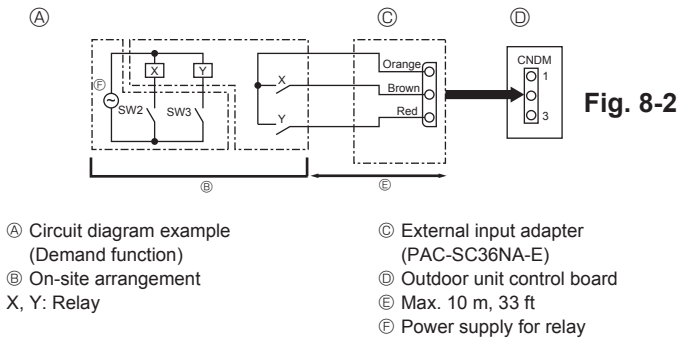 Ⓐ Ⓒ Ⓓ
CNDM
Orange
1
X Y
X
Ⓕ
Brown
Fig. 8-2
SW2 SW3
Red
Y
3
Ⓑ Ⓔ
Ⓐ Circuit diagram example
(Demand function)
Ⓑ On-site arrangement
X, Y: Relay
Ⓒ External input adapter
(PAC-SC36NA-E)
Ⓓ Outdoor unit control board
Ⓔ Max. 10 m, 33 ft
Ⓕ Power supply for relay